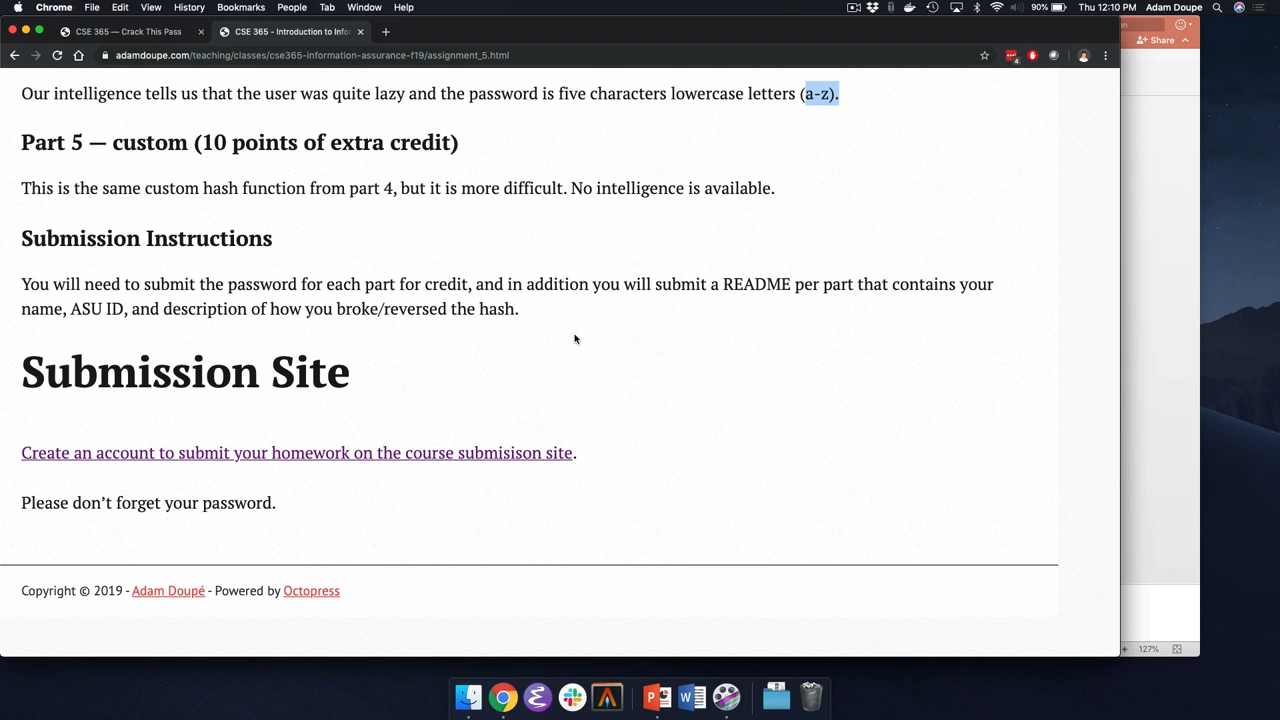 Chrome File Edit View History Bookmarks People Tab Window Help 90% Thu 12:10 PM Adam Doupe
CSE 365 — Crack This Pass CSE 365 - Introduction to Info
Share
adamdoupe.com/teaching/classes/cse365-information-assurance-f19/assignment_5.html
Our intelligence tells us that the user was quite lazy and the password is five characters lowercase letters (a-z).
Part 5 — custom (10 points of extra credit)
This is the same custom hash function from part 4, but it is more difficult. No intelligence is available.
Submission Instructions
You will need to submit the password for each part for credit, and in addition you will submit a README per part that contains your
name, ASU ID, and description of how you broke/reversed the hash.
Submission Site
Create an account to submit your homework on the course submisison site.
Please don’t forget your password.
Copyright © 2019 - Adam Doupé - Powered by Octopress
127%